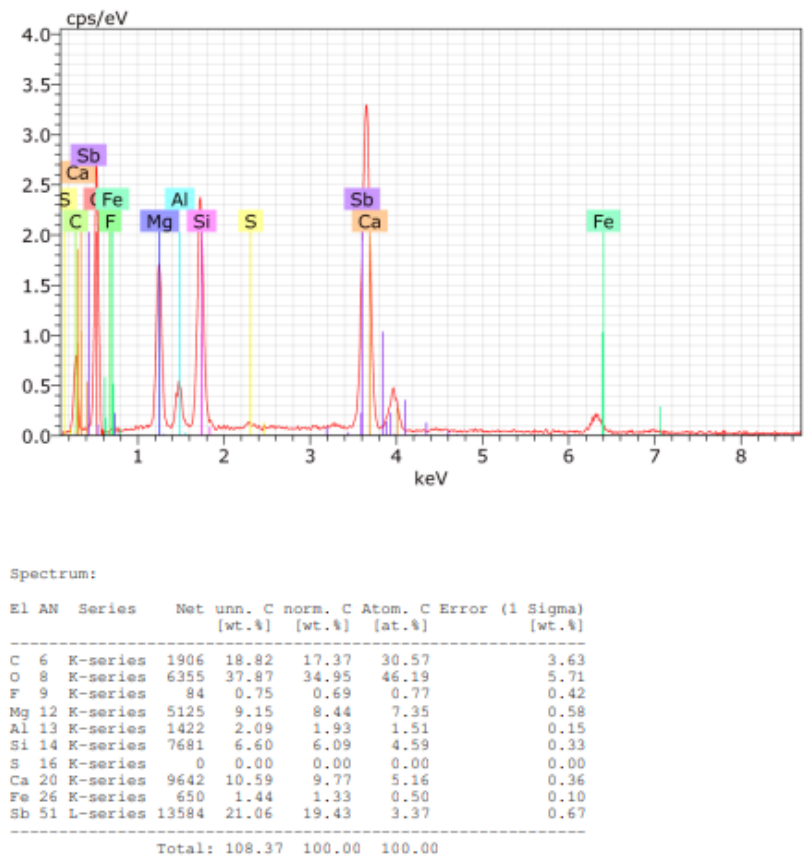 cps/eV
4.0
3.5
3.0
2.5
2.0
1.5
1.0
0.5
0.0
Sb
Ca
S Fe Al Sb
C F Mg Si S Ca Fe
1 2 3 4 5 6 7 8
keV
Spectrum:
El AN Series Net unn. C norm. C Atom. C Error (1 Sigma)
[wt.%] [wt.%] [at.%] [wt.%]
C 6 K-series 1906 18.82 17.37 30.57 3.63
O 8 K-series 6355 37.87 34.95 46.19 5.71
F 9 K-series 84 0.75 0.69 0.77 0.42
Mg 12 K-series 5125 9.15 8.44 7.35 0.58
Al 13 K-series 1422 2.09 1.93 1.51 0.15
Si 14 K-series 7681 6.60 6.09 4.59 0.33
S 16 K-series 0 0.00 0.00 0.00 0.00
Ca 20 K-series 9642 10.59 9.77 5.16 0.36
Fe 26 K-series 650 1.44 1.33 0.50 0.10
Sb 51 L-series 13584 21.06 19.43 3.37 0.67
Total: 108.37 100.00 100.00